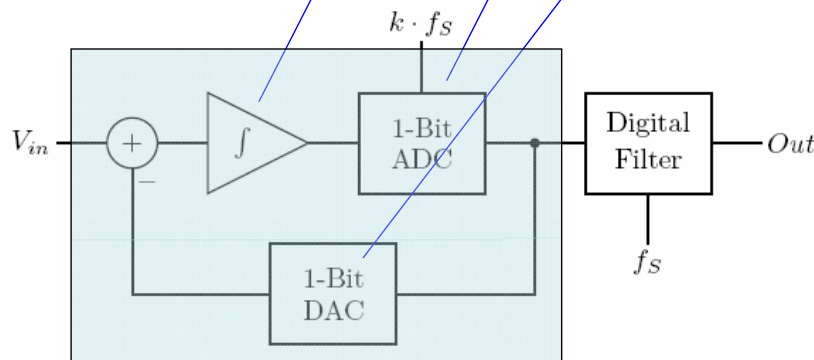 k · f_S
V_in
+
−
∫
1-Bit
ADC
Digital
Filter
Out
f_S
1-Bit
DAC